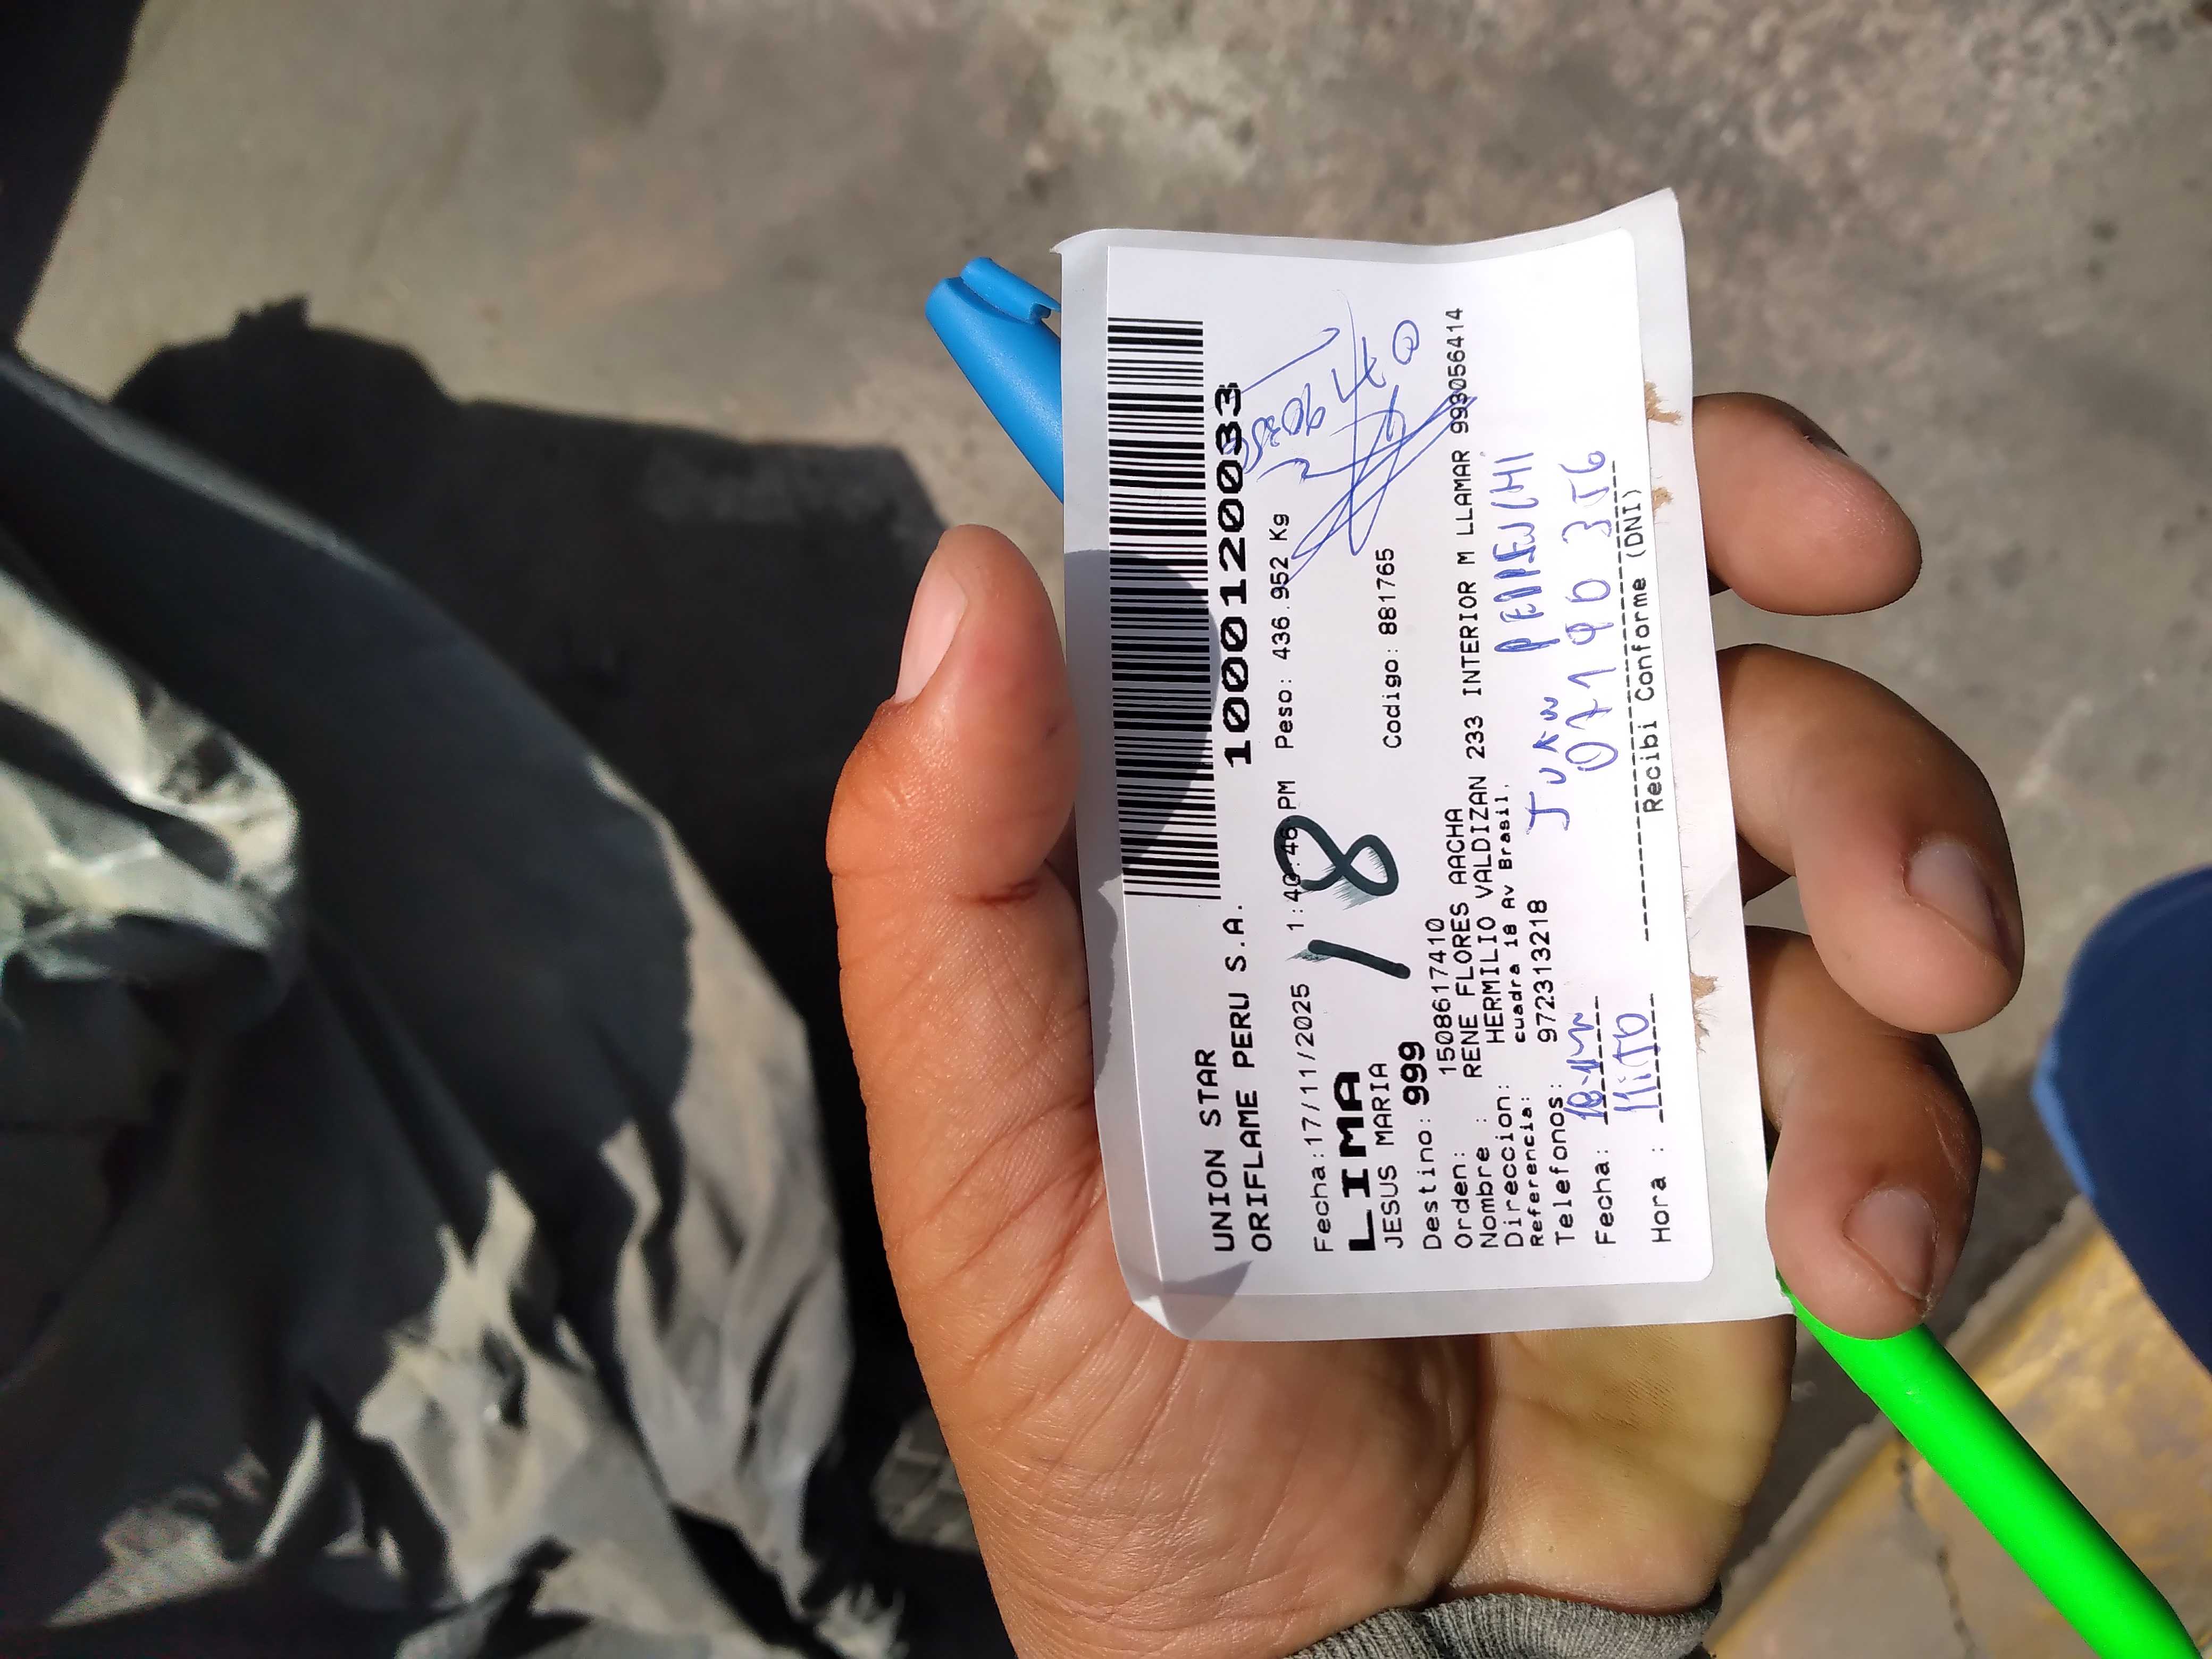 UNION STAR
ORIFLAME PERU S.A.
1000120033
Fecha:17/11/2025 1:40:46 PM Peso: 436.952 Kg
LIMA
18
JESUS MARIA Codigo: 881765
Destino: 999
Orden: 1508617410
Nombre : RENE FLORES AACHA
Direccion: HERMILIO VALDIZAN 233 INTERIOR M LLAMAR 993056414
Referencia: cuadra 18 Av Brasil,
Telefonos: 972313218
Juan
Fecha:
Hora :
Recibi Conforme (DNI)